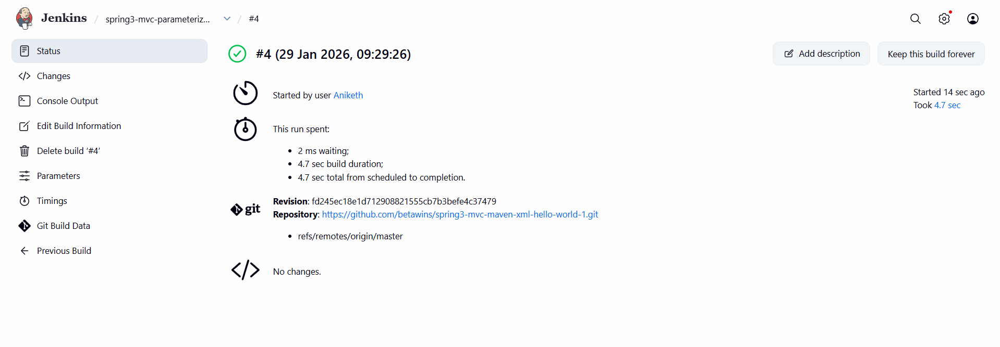 Jenkins / spring3-mvc-parameteriz... / #4
Status
Changes
Console Output
Edit Build Information
Delete build ‘#4’
Parameters
Timings
Git Build Data
Previous Build
#4 (29 Jan 2026, 09:29:26)
Add description
Keep this build forever
Started by user Aniketh
Started 14 sec ago
Took 4.7 sec
This run spent:
• 2 ms waiting;
• 4.7 sec build duration;
• 4.7 sec total from scheduled to completion.
git
Revision: fd245ec18e1d712908821555cb7b3befe4c37479
Repository: https://github.com/betawins/spring3-mvc-maven-xml-hello-world-1.git
• refs/remotes/origin/master
No changes.